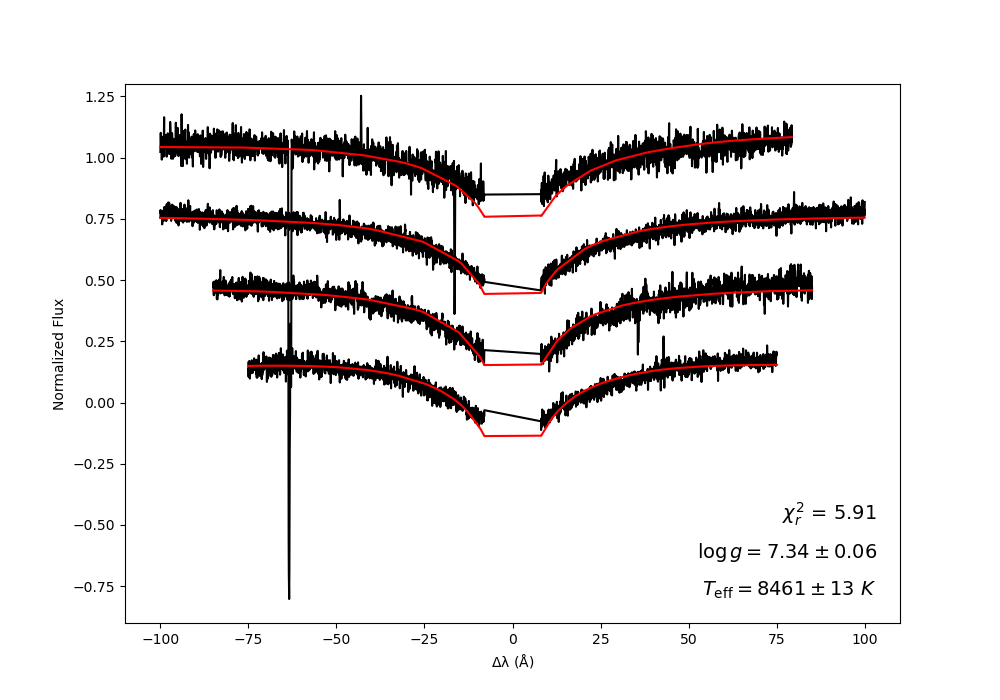 1.25
1.00
0.75
0.50
0.25
0.00
−0.25
−0.50
−0.75
Normalized Flux
χ²ᵣ = 5.91
log g = 7.34 ± 0.06
T_eff = 8461 ± 13 K
−100 −75 −50 −25 0 25 50 75 100
Δλ (Å)